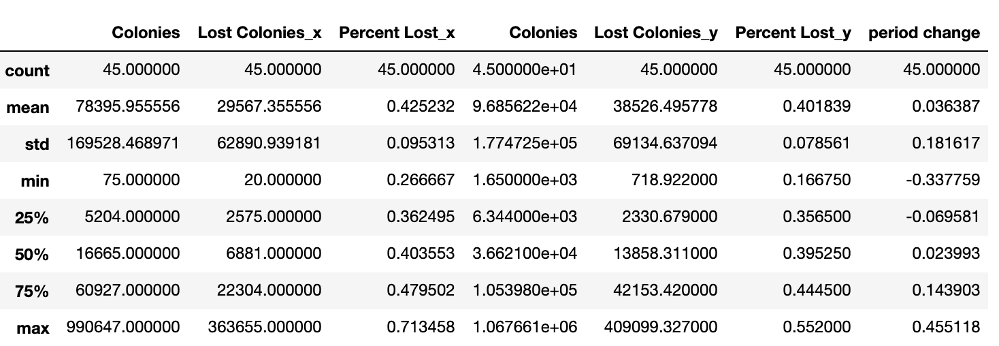 Colonies Lost Colonies_x Percent Lost_x Colonies Lost Colonies_y Percent Lost_y period change
count 45.000000 45.000000 45.000000 4.500000e+01 45.000000 45.000000 45.000000
mean 78395.955556 29567.355556 0.425232 9.685622e+04 38526.495778 0.401839 0.036387
std 169528.468971 62890.939181 0.095313 1.774725e+05 69134.637094 0.078561 0.181617
min 75.000000 20.000000 0.266667 1.650000e+03 718.922000 0.166750 -0.337759
25% 5204.000000 2575.000000 0.362495 6.344000e+03 2330.679000 0.356500 -0.069581
50% 16665.000000 6881.000000 0.403553 3.662100e+04 13858.311000 0.395250 0.023993
75% 60927.000000 22304.000000 0.479502 1.053980e+05 42153.420000 0.444500 0.143903
max 990647.000000 363655.000000 0.713458 1.067661e+06 409099.327000 0.552000 0.455118